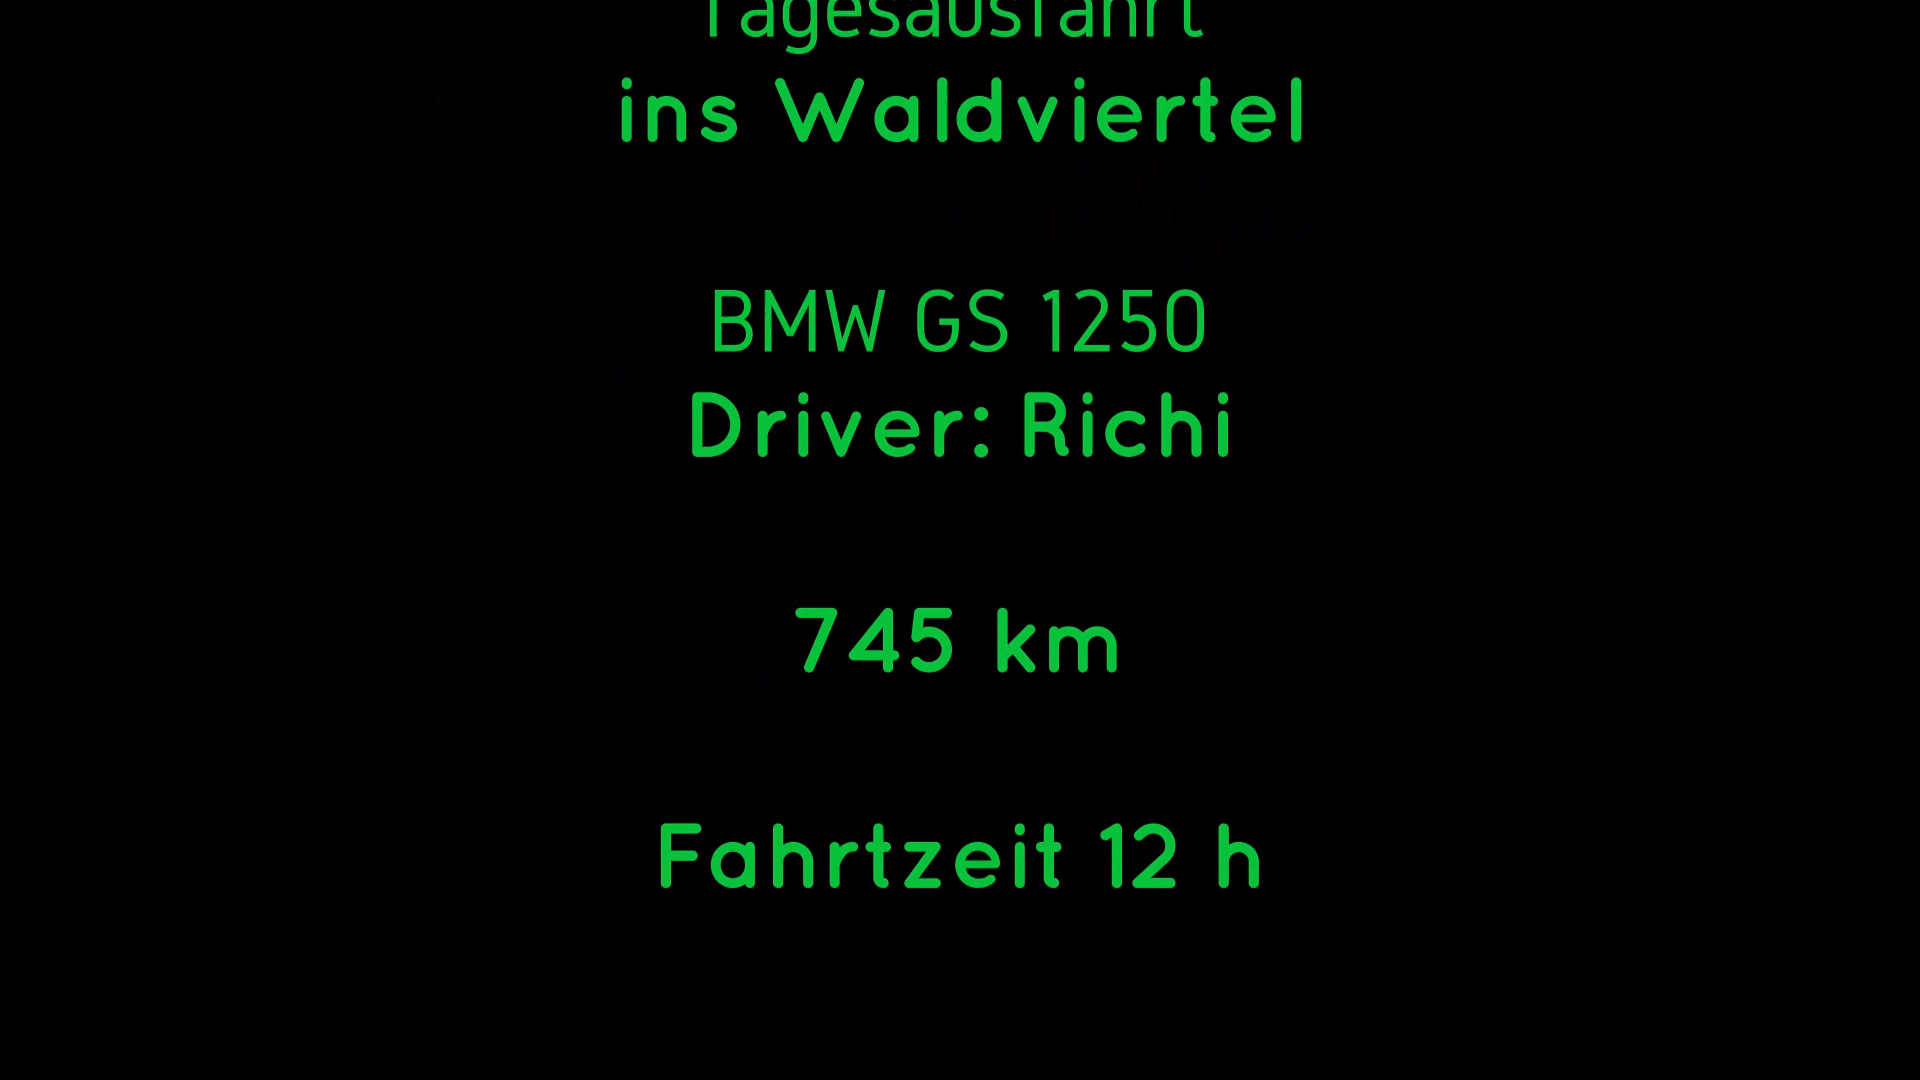 Tagesausfahrt
ins Waldviertel
BMW GS 1250
Driver: Richi
745 km
Fahrtzeit 12 h